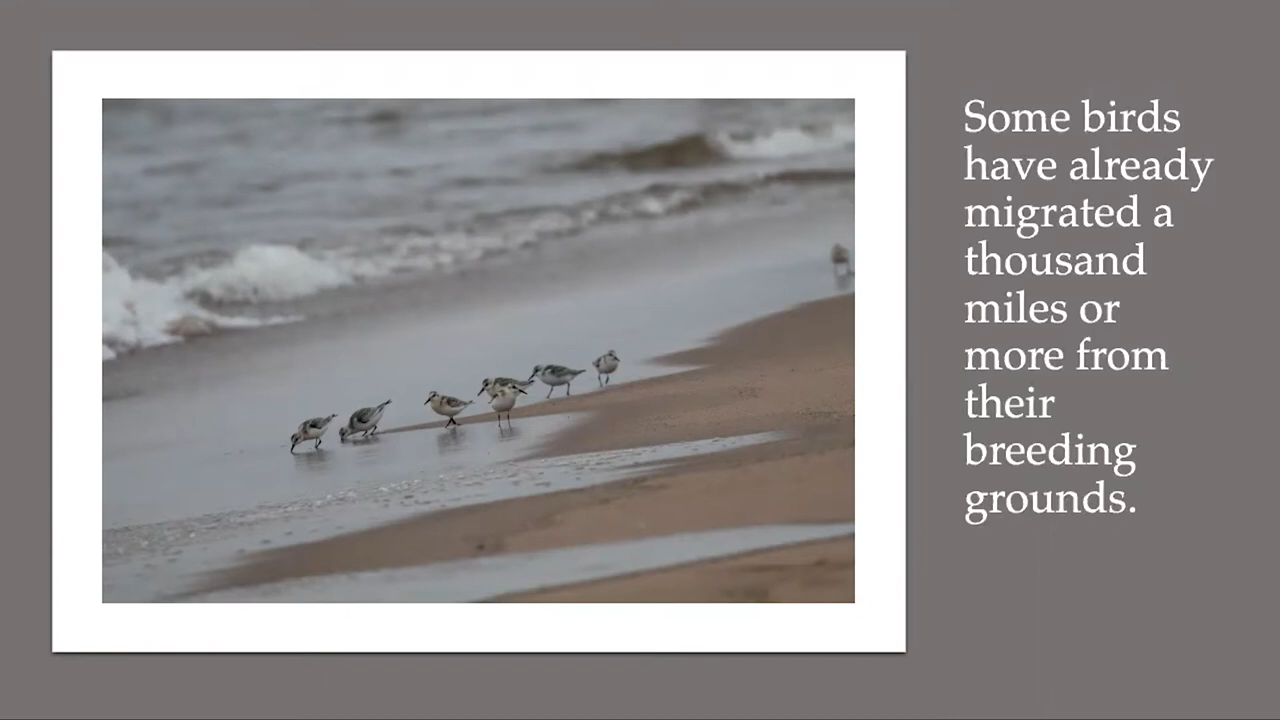 Some birds
have already
migrated a
thousand
miles or
more from
their
breeding
grounds.